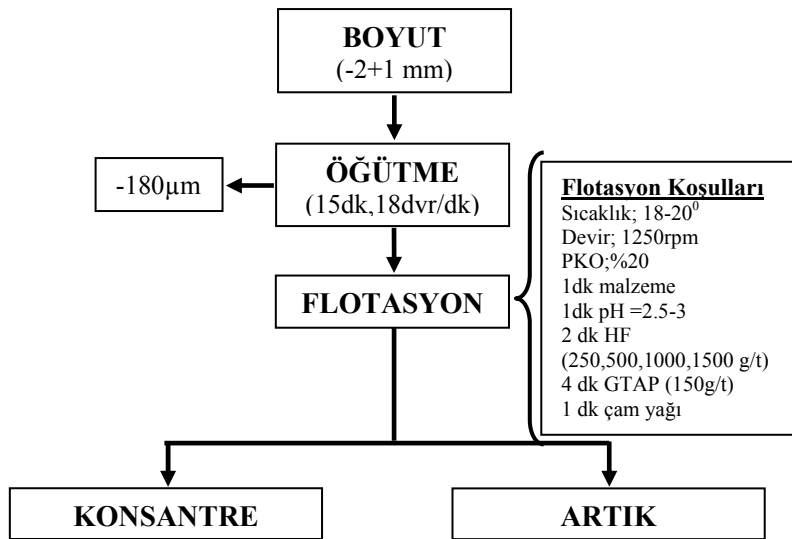 BOYUT
(-2+1 mm)
ÖĞÜTME
(15dk,18dvr/dk)
-180µm
FLOTASYON
Flotasyon Koşulları
Sıcaklık; 18-20⁰
Devir; 1250rpm
PKO;%20
1dk malzeme
1dk pH =2.5-3
2 dk HF
(250,500,1000,1500 g/t)
4 dk GTAP (150g/t)
1 dk çam yağı
KONSANTRE
ARTIK